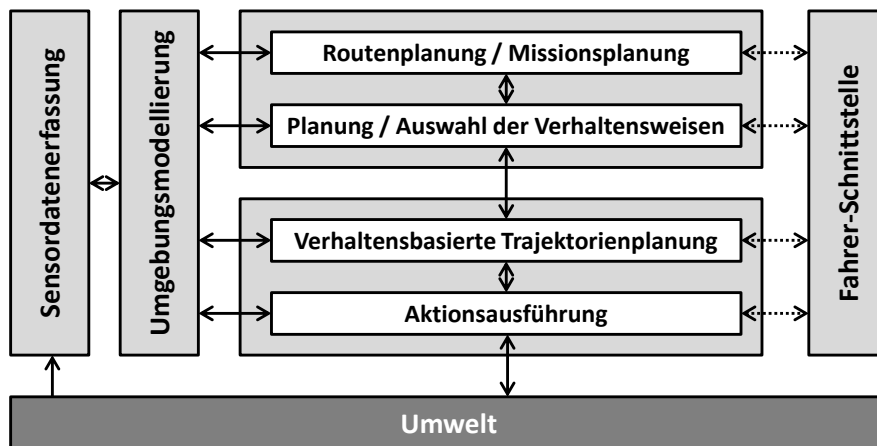 Sensordatenerfassung
Umgebungsmodellierung
Routenplanung / Missionsplanung
Planung / Auswahl der Verhaltensweisen
Verhaltensbasierte Trajektorienplanung
Aktionsausführung
Fahrer-Schnittstelle
Umwelt